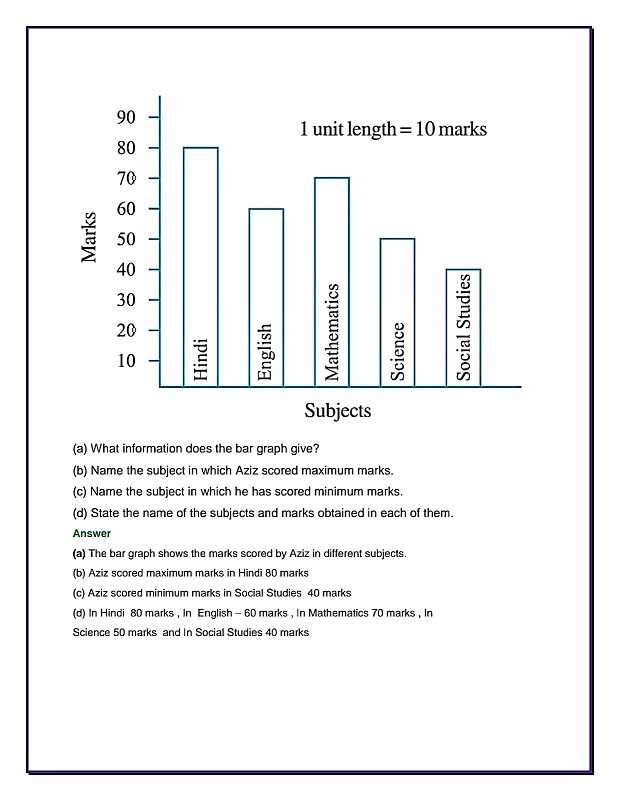 1 unit length = 10 marks
90
80
70
60
50
40
30
20
10
Marks
Hindi
English
Mathematics
Science
Social Studies
Subjects
(a) What information does the bar graph give?
(b) Name the subject in which Aziz scored maximum marks.
(c) Name the subject in which he has scored minimum marks.
(d) State the name of the subjects and marks obtained in each of them.
Answer
(a) The bar graph shows the marks scored by Aziz in different subjects.
(b) Aziz scored maximum marks in Hindi 80 marks
(c) Aziz scored minimum marks in Social Studies  40 marks
(d) In Hindi  80 marks , In  English – 60 marks , In Mathematics 70 marks , In
Science 50 marks  and In Social Studies 40 marks